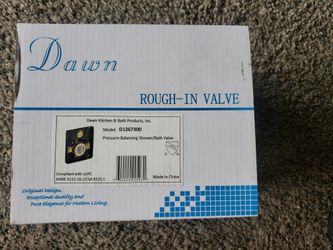 Dawn
ROUGH-IN VALVE
Dawn Kitchen & Bath Products, Inc.
Model: D1267300
Pressure-Balancing Shower/Bath Valve
Compliant with cUPC
ASME A112.18.1/CSA B125.1
Made in China
Original Design,
Exceptional Quality and
Pure Elegance for Modern Living.